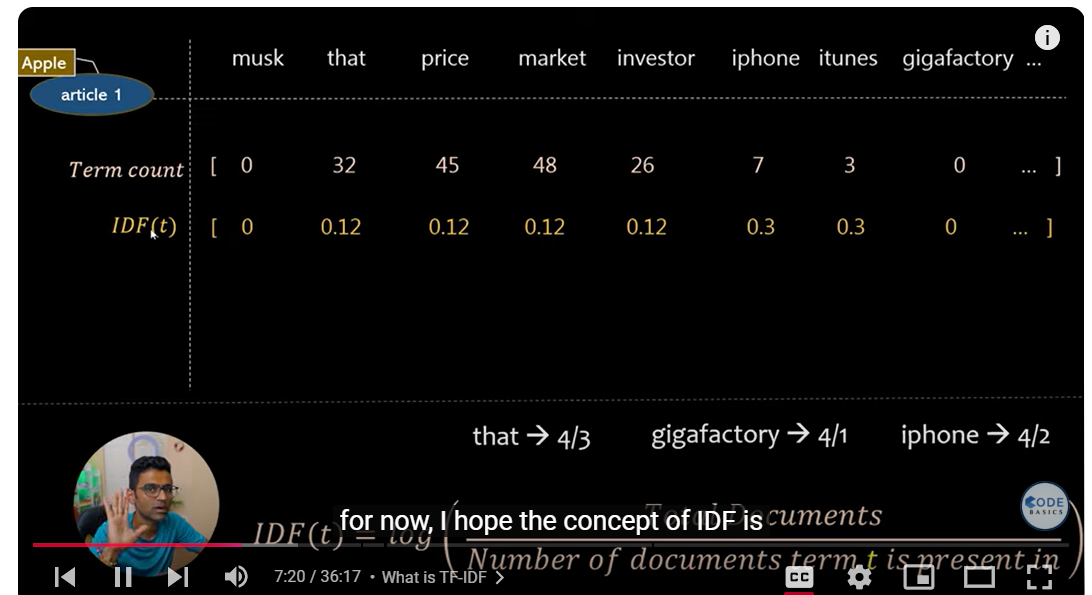 musk that price market investor iphone itunes gigafactory ...
Apple
article 1
Term count [ 0 32 45 48 26 7 3 0 ... ]
IDF(t) [ 0 0.12 0.12 0.12 0.12 0.3 0.3 0 ... ]
that → 4/3 gigafactory → 4/1 iphone → 4/2
CODE
BASICS
for now, I hope the concept of IDF is
IDF(t) = log ( Total Documents
Number of documents term t is present in )
7:20 / 36:17 • What is TF-IDF >
CC